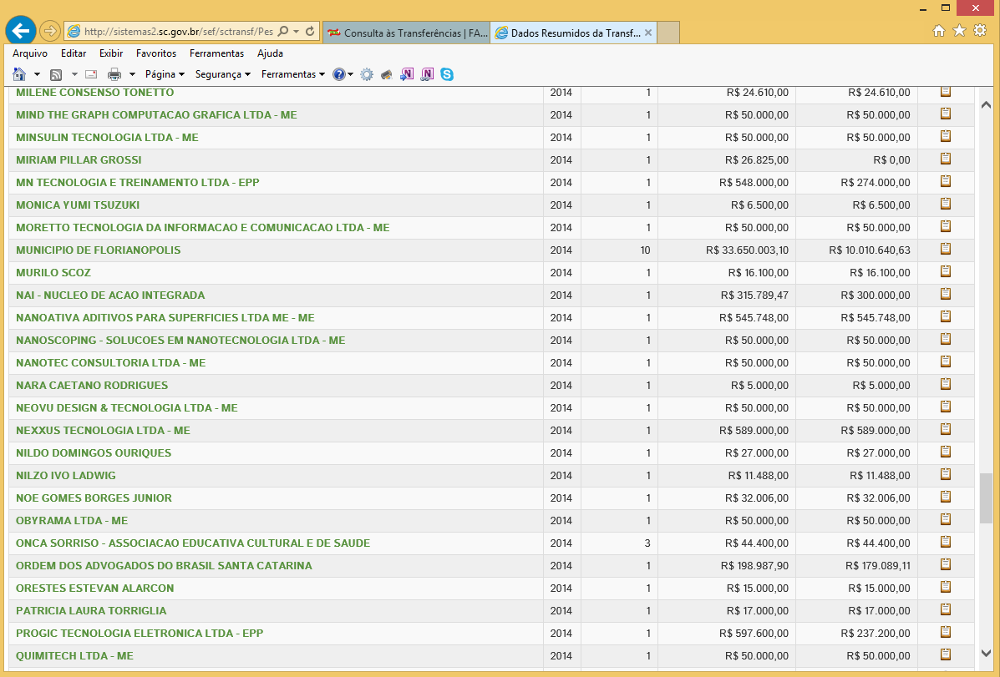 http://sistemas2.sc.gov.br/sef/sctransf/Pes
Consulta às Transferências | FA...
Dados Resumidos da Transf...
Arquivo Editar Exibir Favoritos Ferramentas Ajuda
Página Segurança Ferramentas
MILENE CONSENSO TONETTO 2014 1 R$ 24.610,00 R$ 24.610,00
MIND THE GRAPH COMPUTACAO GRAFICA LTDA - ME 2014 1 R$ 50.000,00 R$ 50.000,00
MINSULIN TECNOLOGIA LTDA - ME 2014 1 R$ 50.000,00 R$ 50.000,00
MIRIAM PILLAR GROSSI 2014 1 R$ 26.825,00 R$ 0,00
MN TECNOLOGIA E TREINAMENTO LTDA - EPP 2014 1 R$ 548.000,00 R$ 274.000,00
MONICA YUMI TSUZUKI 2014 1 R$ 6.500,00 R$ 6.500,00
MORETTO TECNOLOGIA DA INFORMACAO E COMUNICACAO LTDA - ME 2014 1 R$ 50.000,00 R$ 50.000,00
MUNICIPIO DE FLORIANOPOLIS 2014 10 R$ 33.650.003,10 R$ 10.010.640,63
MURILO SCOZ 2014 1 R$ 16.100,00 R$ 16.100,00
NAI - NUCLEO DE ACAO INTEGRADA 2014 1 R$ 315.789,47 R$ 300.000,00
NANOATIVA ADITIVOS PARA SUPERFICIES LTDA ME - ME 2014 1 R$ 545.748,00 R$ 545.748,00
NANOSCOPING - SOLUCOES EM NANOTECNOLOGIA LTDA - ME 2014 1 R$ 50.000,00 R$ 50.000,00
NANOTEC CONSULTORIA LTDA - ME 2014 1 R$ 50.000,00 R$ 50.000,00
NARA CAETANO RODRIGUES 2014 1 R$ 5.000,00 R$ 5.000,00
NEOVU DESIGN & TECNOLOGIA LTDA - ME 2014 1 R$ 50.000,00 R$ 50.000,00
NEXXUS TECNOLOGIA LTDA - ME 2014 1 R$ 589.000,00 R$ 589.000,00
NILDO DOMINGOS OURIQUES 2014 1 R$ 27.000,00 R$ 27.000,00
NILZO IVO LADWIG 2014 1 R$ 11.488,00 R$ 11.488,00
NOE GOMES BORGES JUNIOR 2014 1 R$ 32.006,00 R$ 32.006,00
OBYRAMA LTDA - ME 2014 1 R$ 50.000,00 R$ 50.000,00
ONCA SORRISO - ASSOCIACAO EDUCATIVA CULTURAL E DE SAUDE 2014 3 R$ 44.400,00 R$ 44.400,00
ORDEM DOS ADVOGADOS DO BRASIL SANTA CATARINA 2014 1 R$ 198.987,90 R$ 179.089,11
ORESTES ESTEVAN ALARCON 2014 1 R$ 15.000,00 R$ 15.000,00
PATRICIA LAURA TORRIGLIA 2014 1 R$ 17.000,00 R$ 17.000,00
PROGIC TECNOLOGIA ELETRONICA LTDA - EPP 2014 1 R$ 597.600,00 R$ 237.200,00
QUIMITECH LTDA - ME 2014 1 R$ 50.000,00 R$ 50.000,00